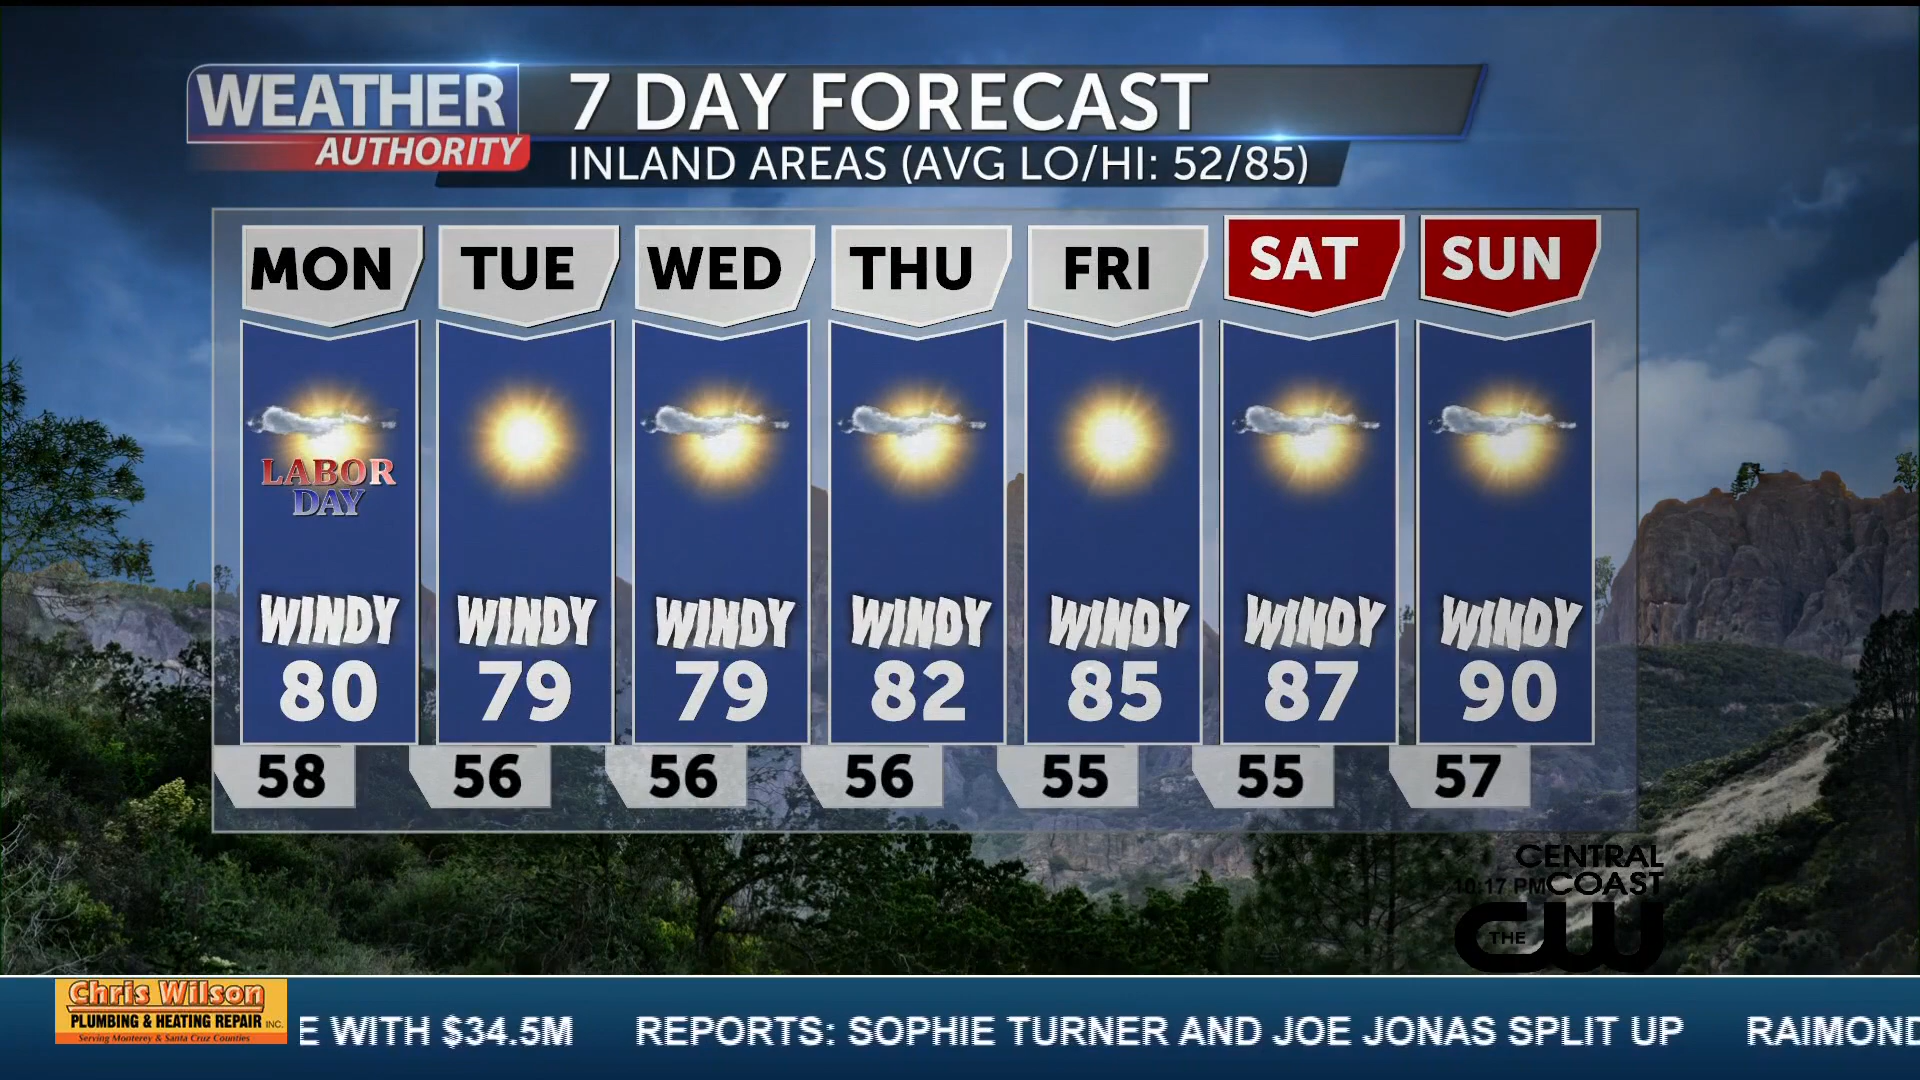 WEATHER
AUTHORITY
7 DAY FORECAST
INLAND AREAS (AVG LO/HI: 52/85)
MON TUE WED THU FRI SAT SUN
LABOR
DAY
WINDY WINDY WINDY WINDY WINDY WINDY WINDY
80 79 79 82 85 87 90
58 56 56 56 55 55 57
CENTRAL
10:17 PM COAST
THE CW
Chris Wilson
PLUMBING & HEATING REPAIR INC.
Serving Monterey & Santa Cruz Counties
E WITH $34.5M REPORTS: SOPHIE TURNER AND JOE JONAS SPLIT UP RAIMOND